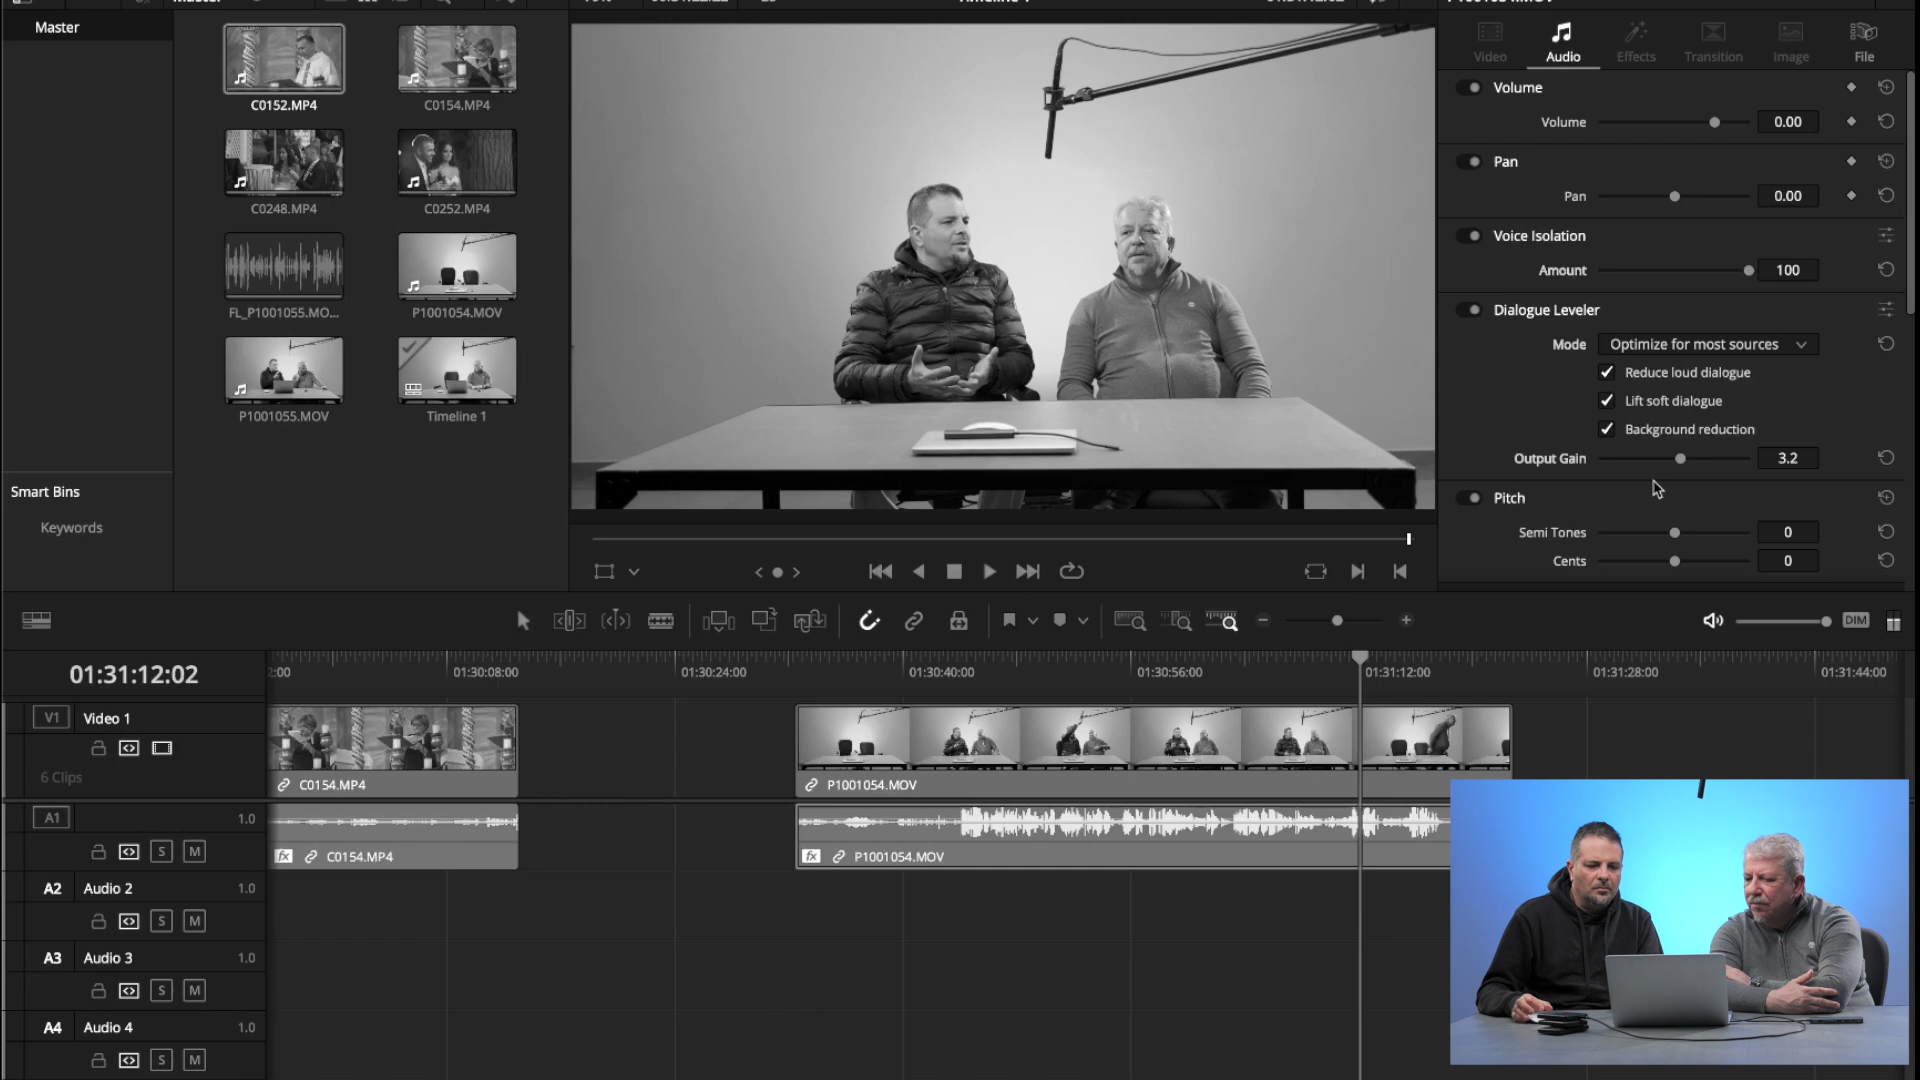 Master
Video
Audio
Effects
Transition
Image
File
Master
C0152.MP4
C0154.MP4
C0248.MP4
C0252.MP4
FL_P1001055.MO...
P1001054.MOV
P1001055.MOV
Timeline 1
Smart Bins
Keywords
Volume
Volume 0.00
Pan
Pan 0.00
Voice Isolation
Amount 100
Dialogue Leveler
Mode Optimize for most sources
Reduce loud dialogue
Lift soft dialogue
Background reduction
Output Gain 3.2
Pitch
Semi Tones 0
Cents 0
DIM
01:31:12:02
2:00 01:30:08:00 01:30:24:00 01:30:40:00 01:30:56:00 01:31:12:00 01:31:28:00 01:31:44:00
V1 Video 1
6 Clips
C0154.MP4
P1001054.MOV
A1 1.0
S M
fx C0154.MP4
fx P1001054.MOV
A2 Audio 2 1.0
S M
A3 Audio 3 1.0
S M
A4 Audio 4 1.0
S M